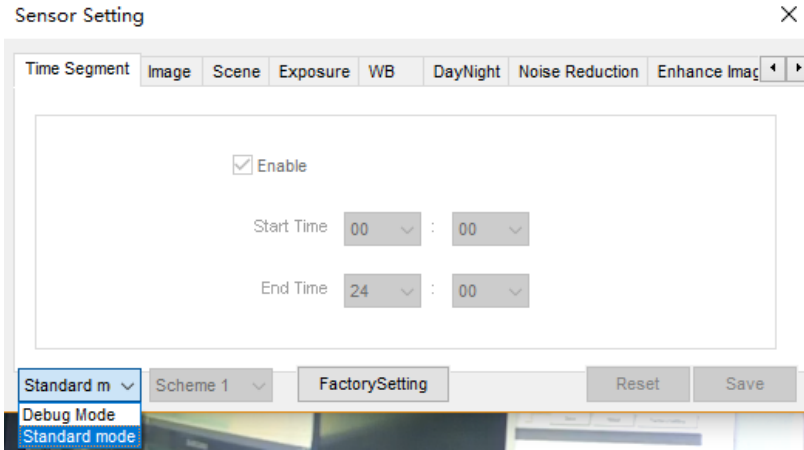 Sensor Setting
Time Segment Image Scene Exposure WB DayNight Noise Reduction Enhance Imag
Enable
Start Time 00 : 00
End Time 24 : 00
Standard m Scheme 1 FactorySetting Reset Save
Debug Mode
Standard mode